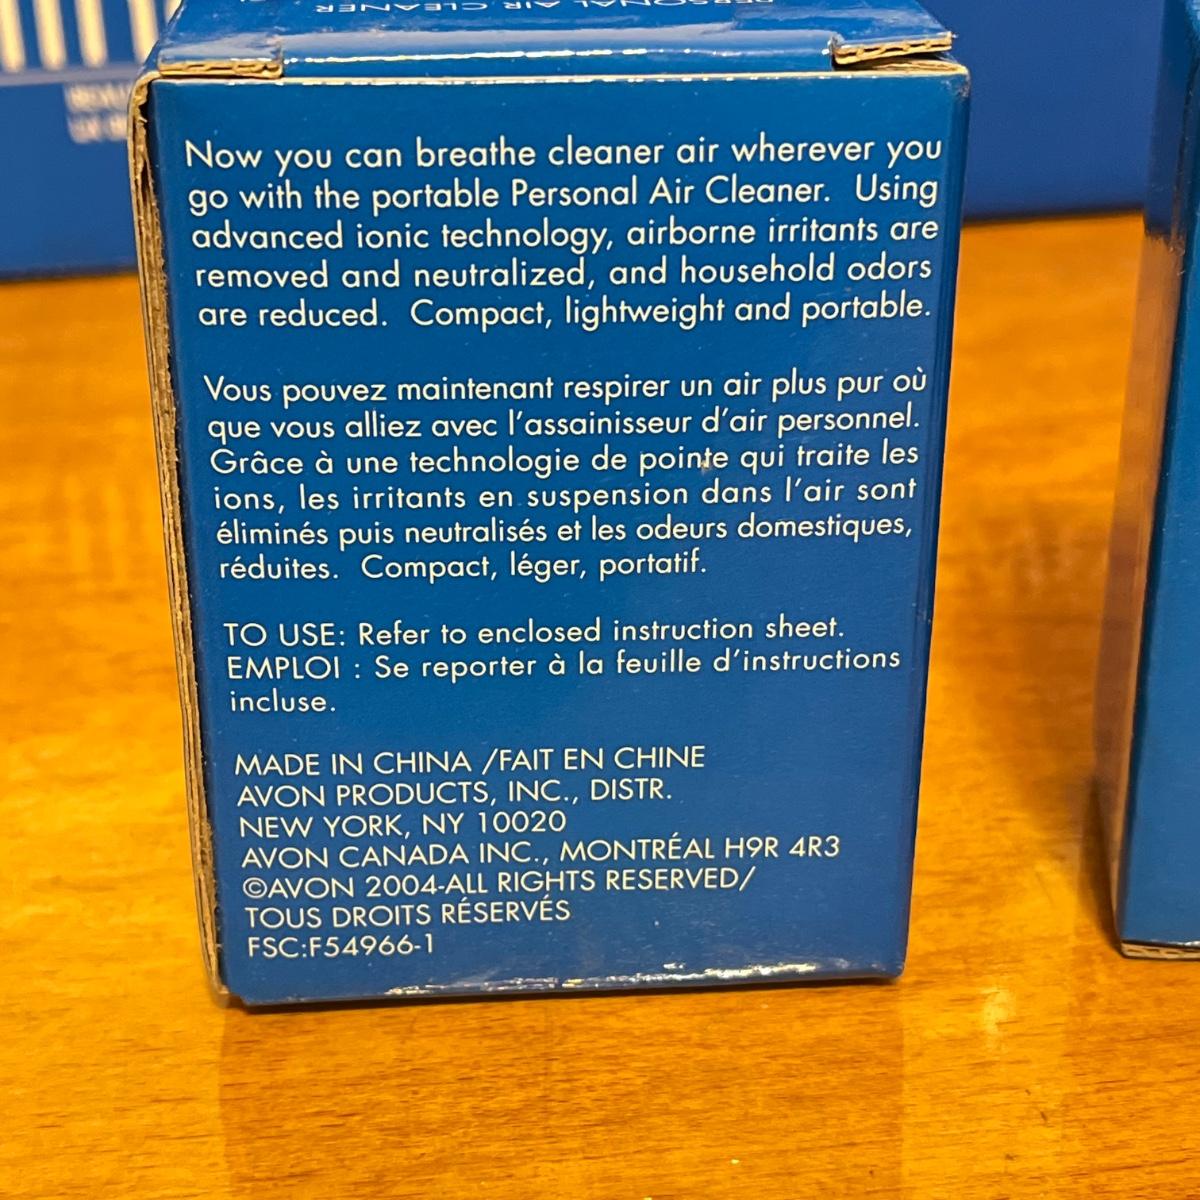 PERSONAL AIR CLEANER
Now you can breathe cleaner air wherever you
go with the portable Personal Air Cleaner. Using
advanced ionic technology, airborne irritants are
removed and neutralized, and household odors
are reduced. Compact, lightweight and portable.
Vous pouvez maintenant respirer un air plus pur où
que vous alliez avec l'assainisseur d'air personnel.
Grâce à une technologie de pointe qui traite les
ions, les irritants en suspension dans l'air sont
éliminés puis neutralisés et les odeurs domestiques,
réduites. Compact, léger, portatif.
TO USE: Refer to enclosed instruction sheet.
EMPLOI : Se reporter à la feuille d'instructions
incluse.
MADE IN CHINA /FAIT EN CHINE
AVON PRODUCTS, INC., DISTR.
NEW YORK, NY 10020
AVON CANADA INC., MONTRÉAL H9R 4R3
©AVON 2004-ALL RIGHTS RESERVED/
TOUS DROITS RÉSERVÉS
FSC:F54966-1